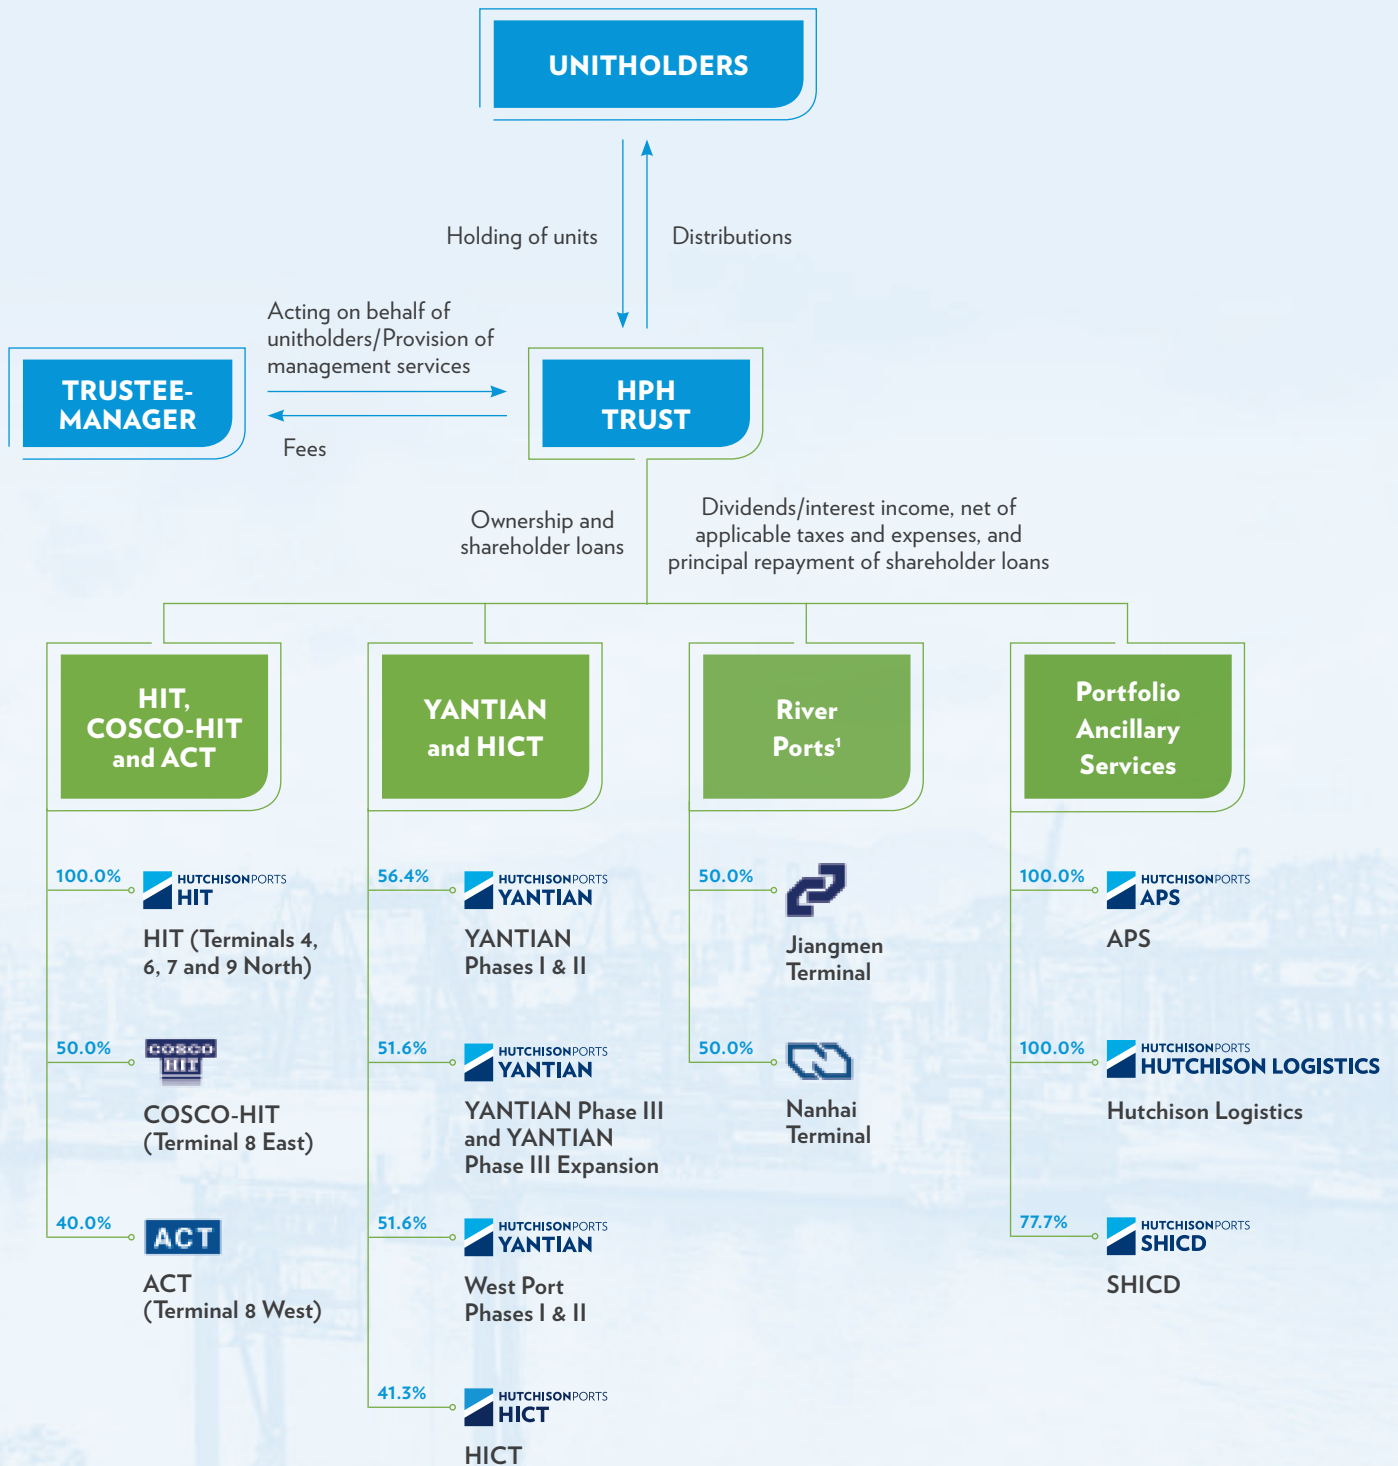 UNITHOLDERS
Holding of units
Distributions
Acting on behalf of
unitholders/Provision of
management services
TRUSTEE-
MANAGER
HPH
TRUST
Fees
Ownership and
shareholder loans
Dividends/interest income, net of
applicable taxes and expenses, and
principal repayment of shareholder loans
HIT,
COSCO-HIT
and ACT
100.0%
HUTCHISONPORTS
HIT
HIT (Terminals 4,
6, 7 and 9 North)
50.0%
COSCO
HIT
COSCO-HIT
(Terminal 8 East)
40.0%
ACT
ACT
(Terminal 8 West)
YANTIAN
and HICT
56.4%
HUTCHISONPORTS
YANTIAN
YANTIAN
Phases I & II
51.6%
HUTCHISONPORTS
YANTIAN
YANTIAN Phase III
and YANTIAN
Phase III Expansion
51.6%
HUTCHISONPORTS
YANTIAN
West Port
Phases I & II
41.3%
HUTCHISONPORTS
HICT
HICT
River
Ports¹
50.0%
Jiangmen
Terminal
50.0%
Nanhai
Terminal
Portfolio
Ancillary
Services
100.0%
HUTCHISONPORTS
APS
APS
100.0%
HUTCHISONPORTS
HUTCHISON LOGISTICS
Hutchison Logistics
77.7%
HUTCHISONPORTS
SHICD
SHICD